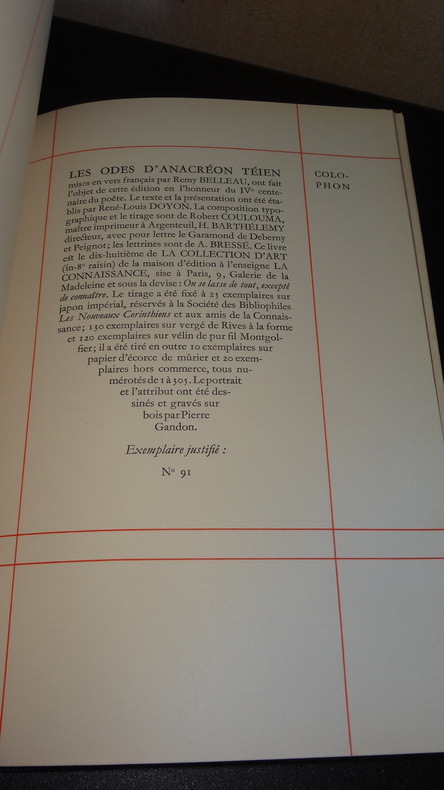 LES ODES D'ANACRÉON TÉIEN
mises en vers français par Remy BELLEAU, ont fait
l'objet de cette édition en l'honneur du IVe cente-
naire du poète. Le texte et la présentation ont été éta-
blis par René-Louis DOYON. La composition typo-
graphique et le tirage sont de Robert COULOUMA,
maître imprimeur à Argenteuil, H. BARTHÉLEMY
directeur, avec pour lettre le Garamond de Deberny
et Peignot; les lettrines sont de A. BRESSÉ. Ce livre
est le dix-huitième de LA COLLECTION D'ART
(in-8º raisin) de la maison d'édition à l'enseigne LA
CONNAISSANCE, sise à Paris, 9, Galerie de la
Madeleine et sous la devise : On se lasse de tout, excepté
de connaître. Le tirage a été fixé à 25 exemplaires sur
japon impérial, réservés à la Société des Bibliophiles
Les Nouveaux Corinthiens et aux amis de la Connais-
sance; 130 exemplaires sur vergé de Rives à la forme
et 120 exemplaires sur vélin de pur fil Montgol-
fier; il a été tiré en outre 10 exemplaires sur
papier d'écorce de mûrier et 20 exem-
plaires hors commerce, tous nu-
mérotés de 1 à 305. Le portrait
et l'attribut ont été des-
sinés et gravés sur
bois par Pierre
Gandon.
Exemplaire justifié :
Nº 91
COLO-
PHON